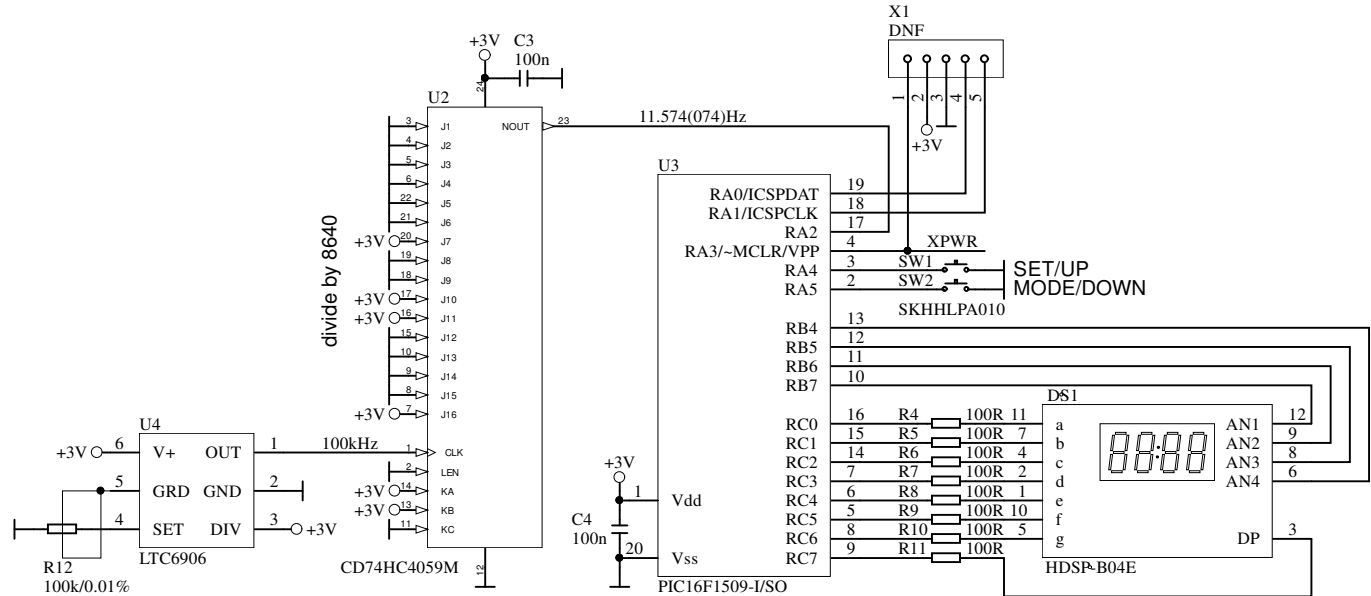 X1
DNF
+3V
C3
100n
24
U2
1 2 3 4 5
+3V
NOUT 23
11.574(074)Hz
3 J1
4 J2
5 J3
6 J4
22 J5
21 J6
+3V 20 J7
19 J8
18 J9
+3V 17 J10
+3V 16 J11
15 J12
10 J13
9 J14
8 J15
+3V 7 J16
1 CLK
2 LEN
+3V 14 KA
+3V 13 KB
11 KC
12
CD74HC4059M
divide by 8640
U4
+3V 6 V+ OUT 1 100kHz
5 GRD GND 2
4 SET DIV 3 +3V
LTC6906
R12
100k/0.01%
U3
RA0/ICSPDAT 19
RA1/ICSPCLK 18
RA2 17
RA3/~MCLR/VPP 4 XPWR
RA4 3 SW1 SET/UP
RA5 2 SW2 MODE/DOWN
SKHHLPA010
RB4 13
RB5 12
RB6 11
RB7 10
RC0 16 R4 100R 11 a
RC1 15 R5 100R 7 b
RC2 14 R6 100R 4 c
RC3 7 R7 100R 2 d
RC4 6 R8 100R 1 e
RC5 5 R9 100R 10 f
RC6 8 R10 100R 5 g
RC7 9 R11 100R
+3V
1 Vdd
C4
100n
20 Vss
PIC16F1509-I/SO
DS1
88:88
AN1 12
AN2 9
AN3 8
AN4 6
DP 3
HDSP-B04E